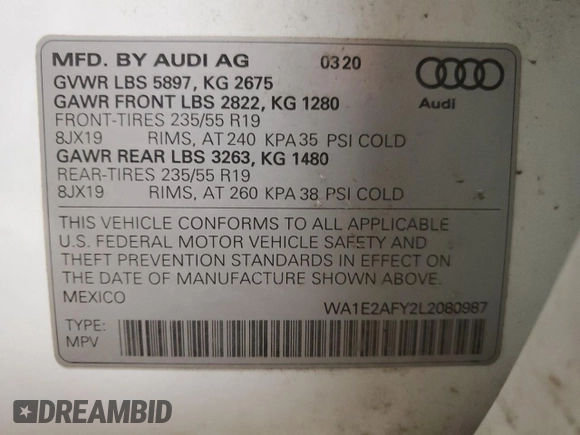 MFD. BY AUDI AG 03 20
GVWR LBS 5897, KG 2675
GAWR FRONT LBS 2822, KG 1280
FRONT-TIRES 235/55 R19
8JX19 RIMS, AT 240 KPA 35 PSI COLD
GAWR REAR LBS 3263, KG 1480
REAR-TIRES 235/55 R19
8JX19 RIMS, AT 260 KPA 38 PSI COLD
Audi
THIS VEHICLE CONFORMS TO ALL APPLICABLE
U.S. FEDERAL MOTOR VEHICLE SAFETY AND
THEFT PREVENTION STANDARDS IN EFFECT ON
THE DATE OF MANUFACTURE SHOWN ABOVE.
MEXICO WA1E2AFY2L2080987
TYPE:
MPV
DREAMBID